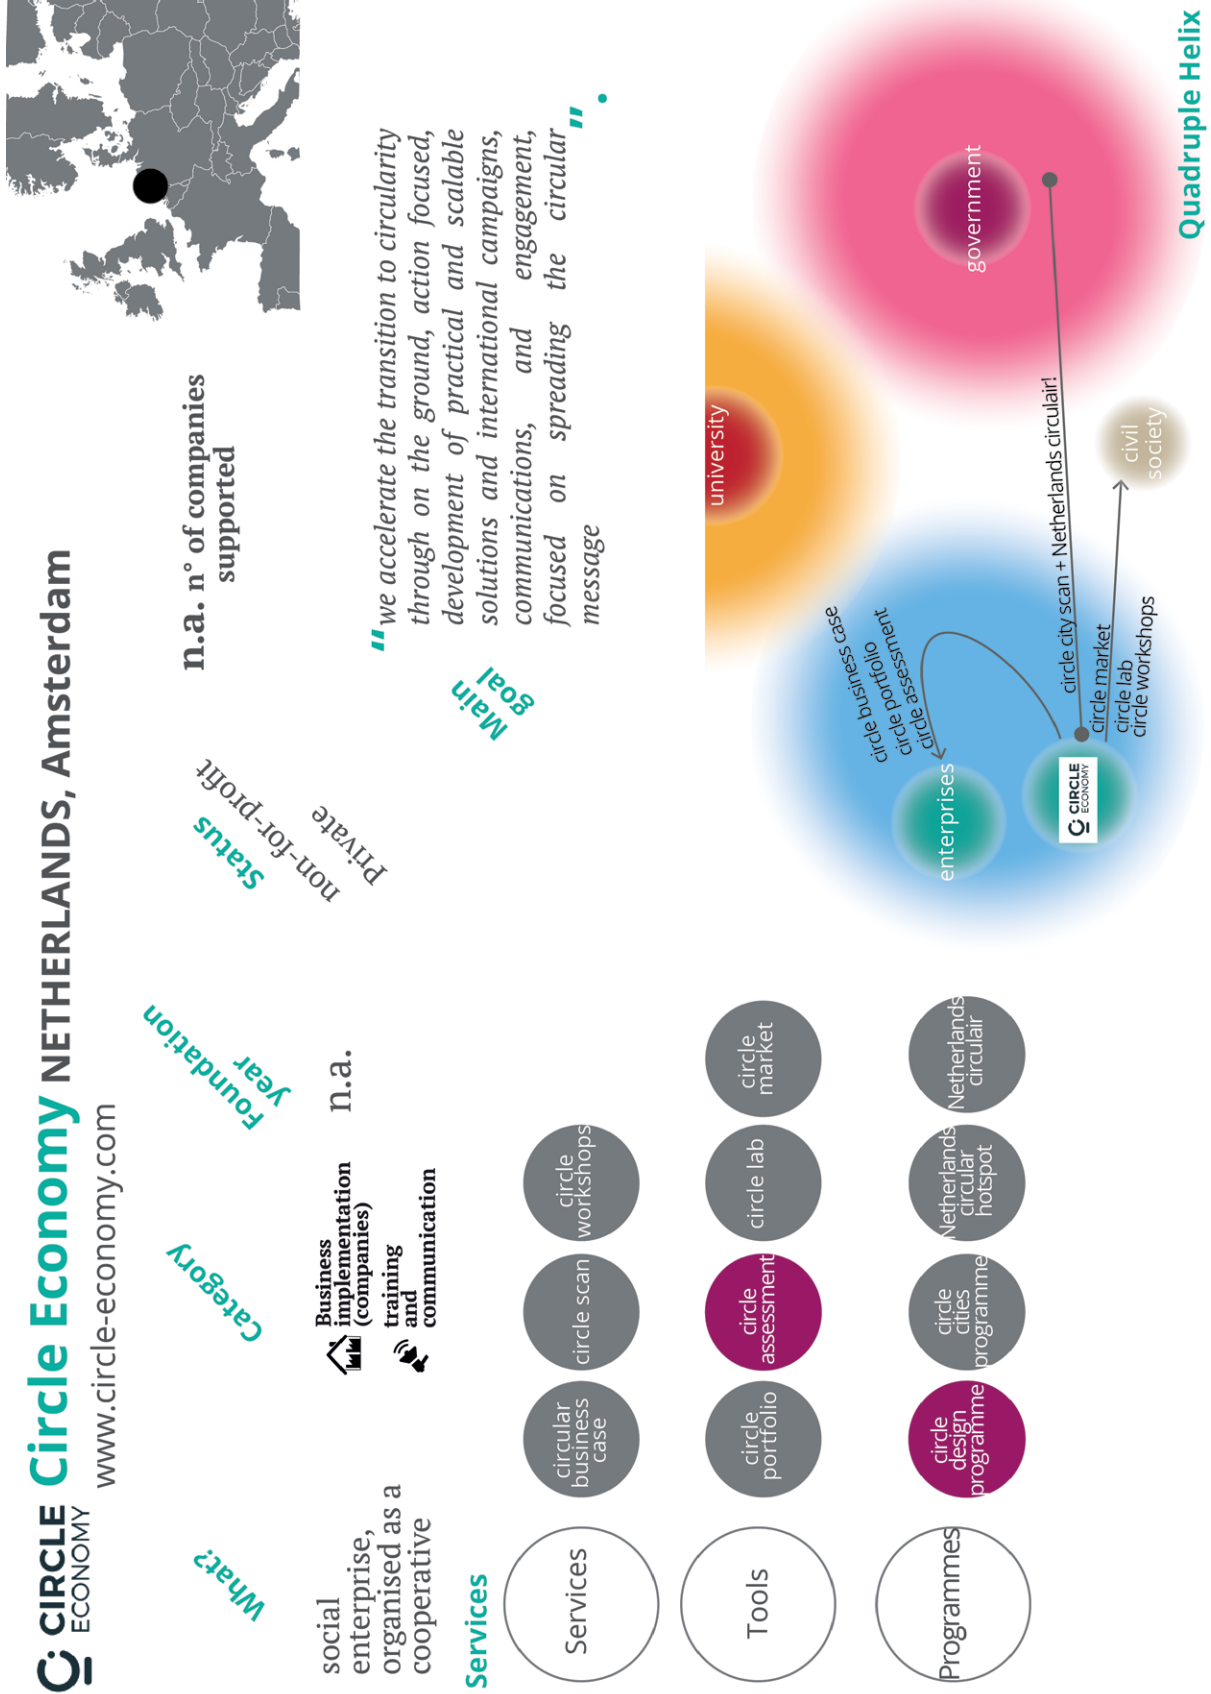 CIRCLE
ECONOMY
Circle Economy NETHERLANDS, Amsterdam
www.circle-economy.com
What?
social
enterprise,
organised as a
cooperative
Category
Business
implementation
(companies)
training
and
communication
Foundation
year
n.a.
Status
non-for-profit
Private
n.a. n° of companies
supported
Main
goal
"we accelerate the transition to circularity
through on the ground, action focused,
development of practical and scalable
solutions and international campaigns,
communications, and engagement,
focused on spreading the circular
message".
Services
Services
circular
business
case
circle scan
circle
workshops
Tools
circle
portfolio
circle
assessment
circle lab
circle
market
Programmes
circle
design
programme
circle
cities
programme
Netherlands
circular
hotspot
Netherlands
circulair
university
circle business case
circle portfolio
circle assessment
enterprises
government
CIRCLE
ECONOMY
circle city scan + Netherlands circulair!
circle market
circle lab
circle workshops
civil
society
Quadruple Helix